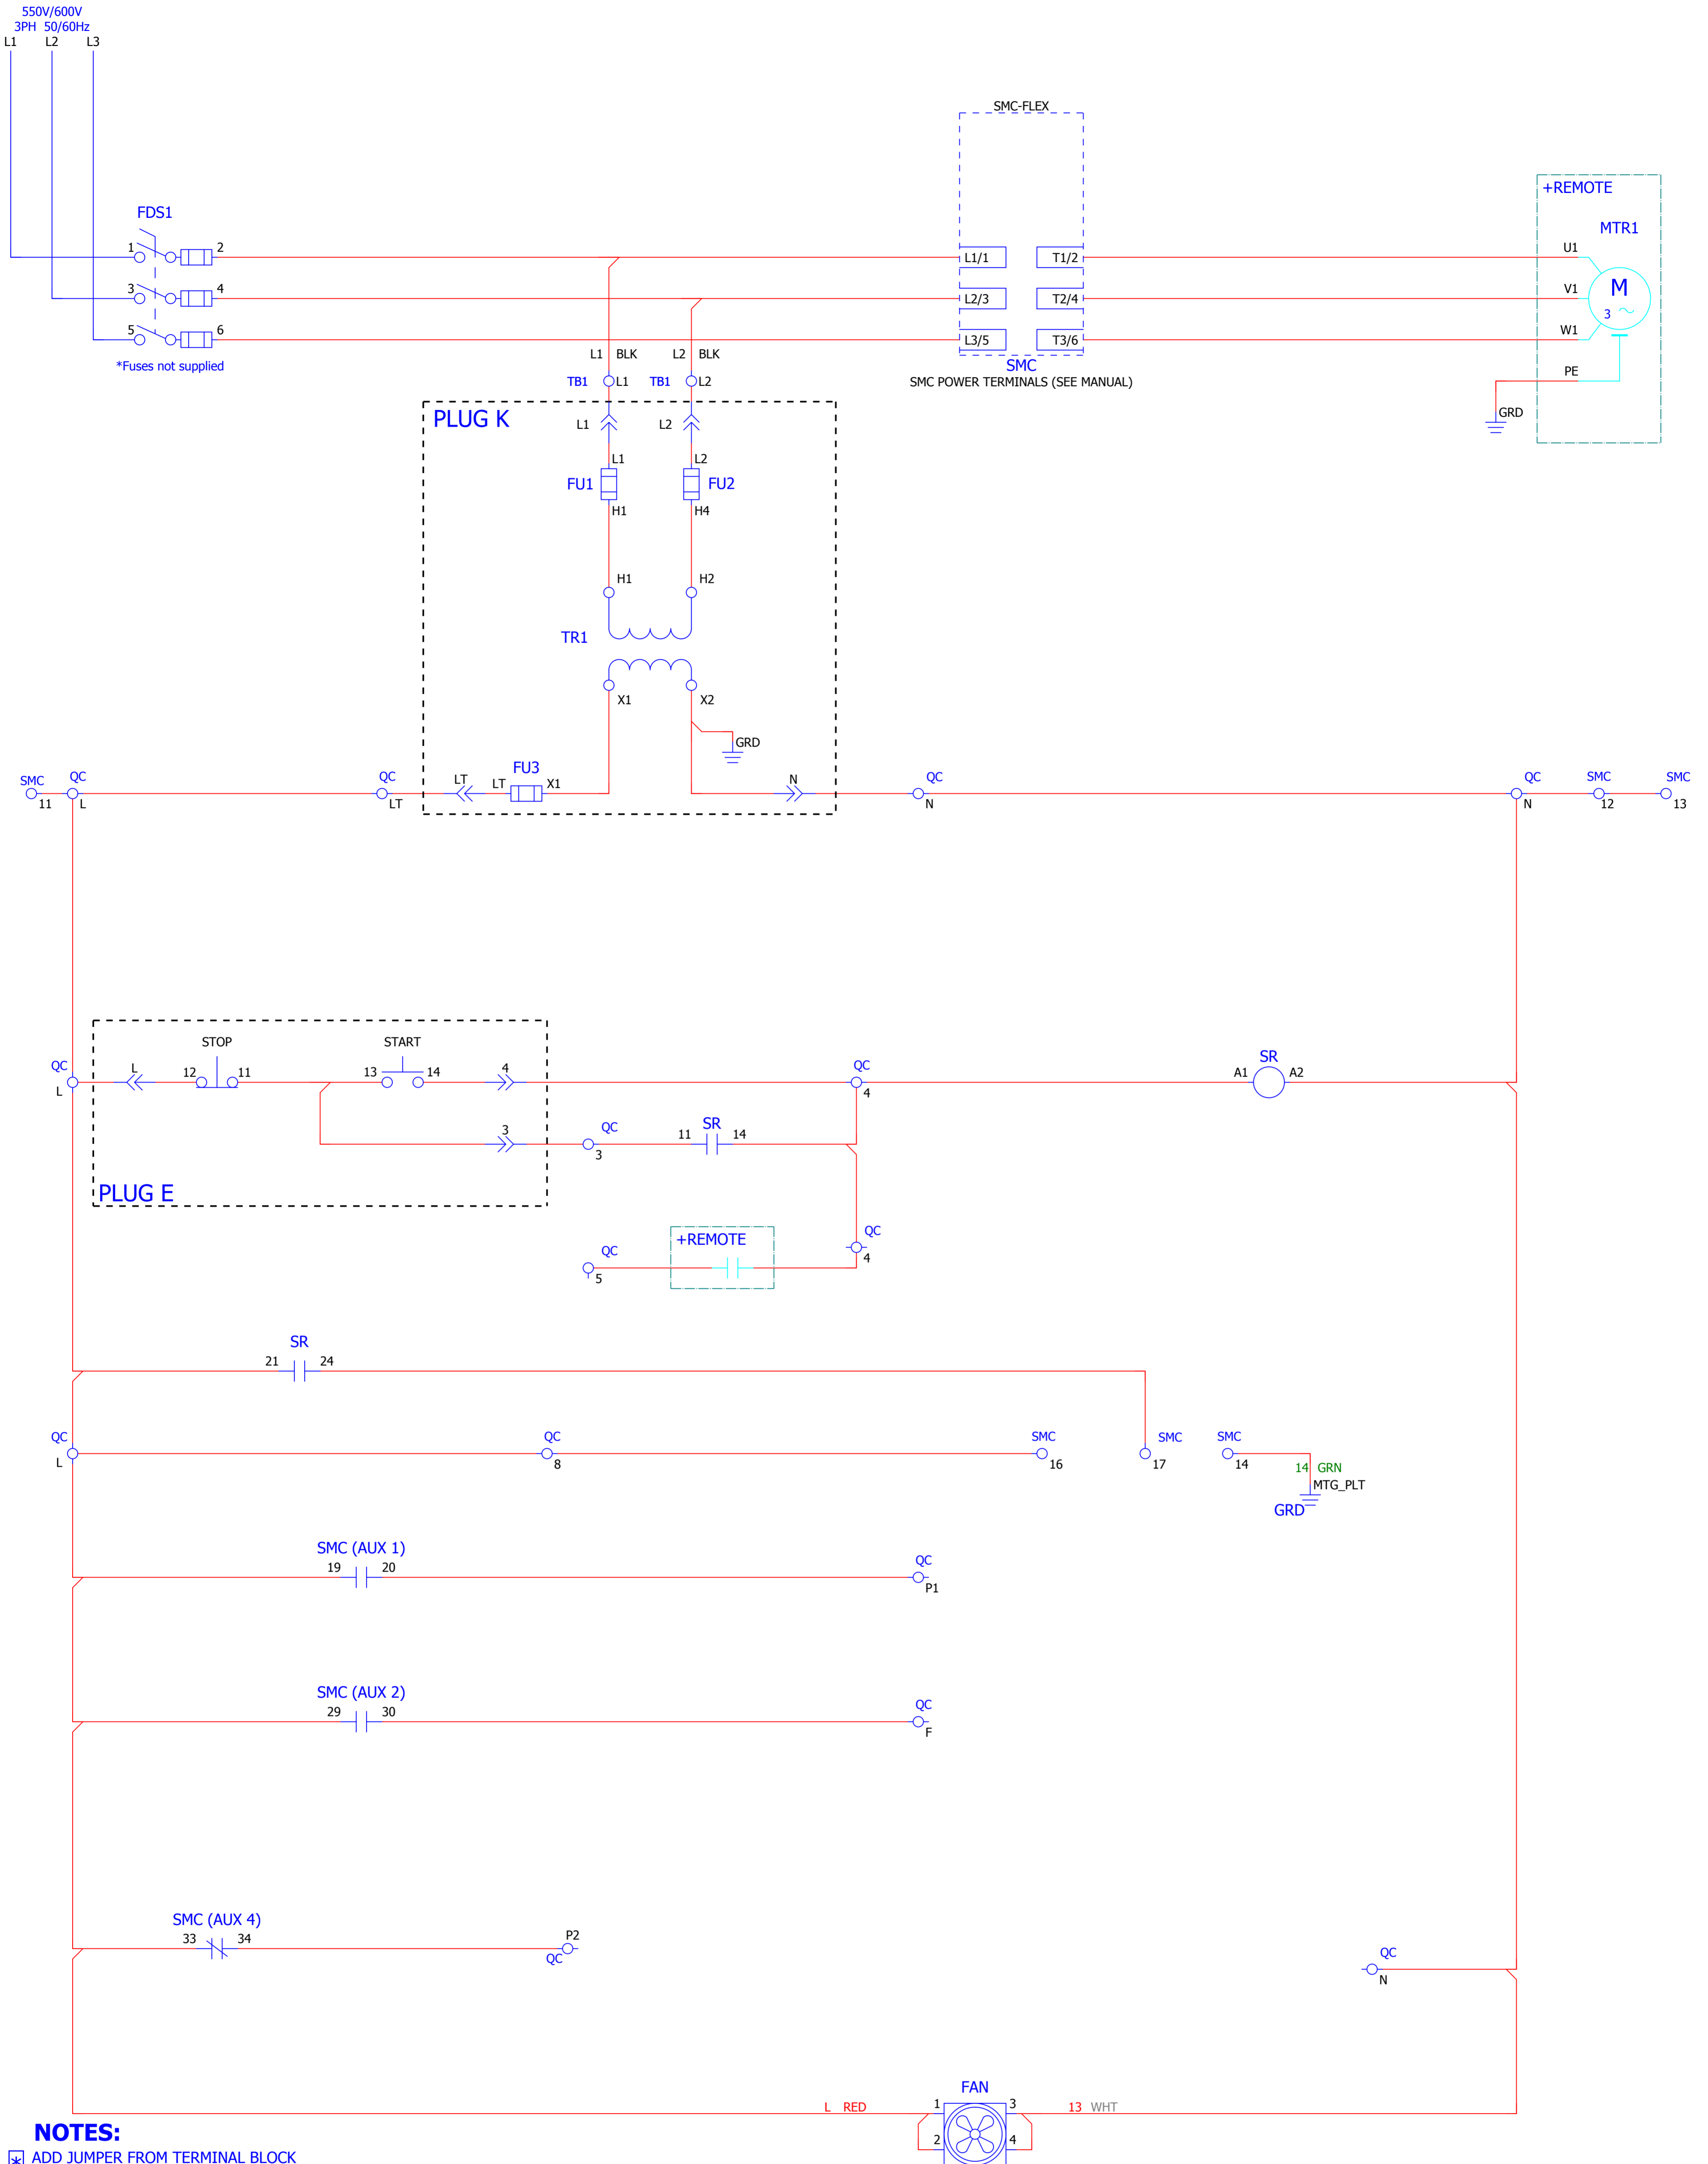 550V/600V
3PH 50/60Hz
L1 L2 L3
SMC-FLEX
+REMOTE
MTR1
FDS1
1 2
L1/1 T1/2
U1
3 4
L2/3 T2/4
V1
M
3
5 6
L3/5 T3/6
W1
*Fuses not supplied
L1 BLK L2 BLK
SMC
SMC POWER TERMINALS (SEE MANUAL)
PE
GRD
TB1 L1 TB1 L2
PLUG K
L1 L2
L1 L2
FU1 FU2
H1 H4
H1 H2
TR1
X1 X2
GRD
SMC QC QC LT LT FU3 X1 N QC QC SMC SMC
11 L LT N N 12 13
STOP START
QC L 12 11 13 14 4 QC SR
L 4 A1 A2
3 QC 11 SR 14
3
PLUG E
QC
4
+REMOTE
QC
5
SR
21 24
QC QC SMC SMC SMC
L 8 16 17 14
14 GRN
MTG_PLT
GRD
SMC (AUX 1)
19 20 QC
P1
SMC (AUX 2)
29 30 QC
F
SMC (AUX 4)
33 34 P2
QC
QC
N
FAN
L RED 1 3 13 WHT
2 4
NOTES:
* ADD JUMPER FROM TERMINAL BLOCK